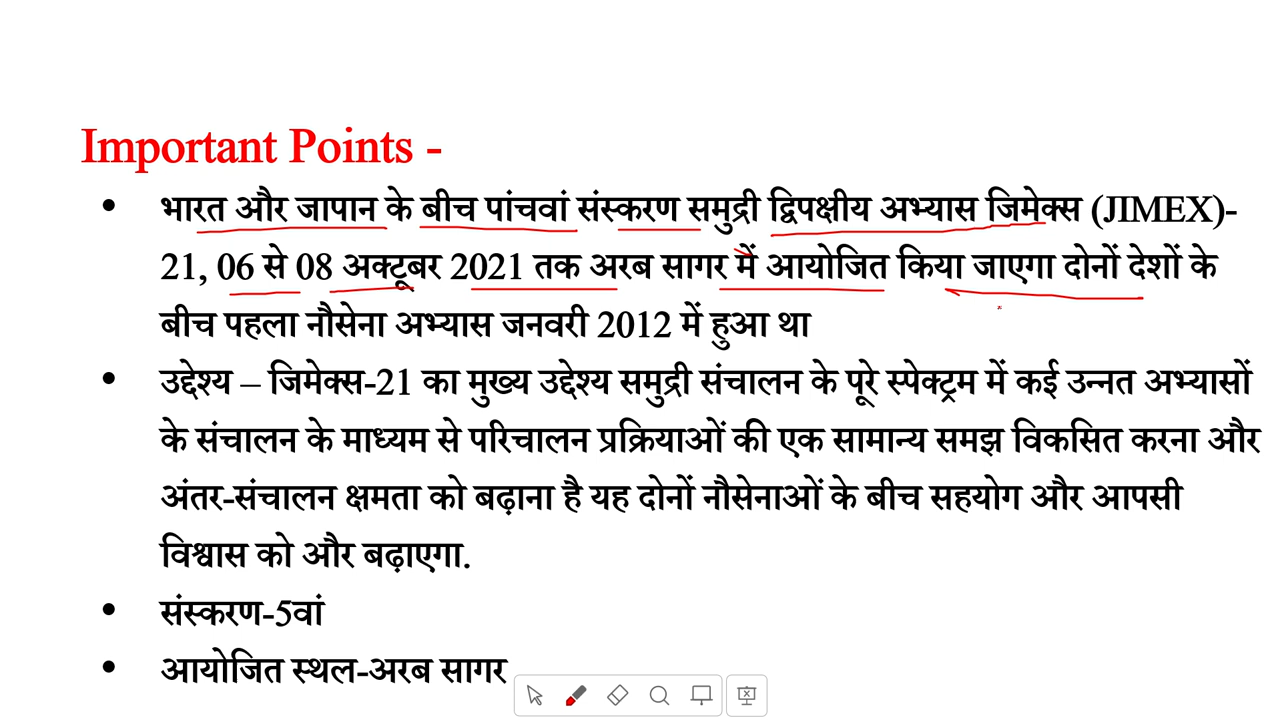 Important Points -
• भारत और जापान के बीच पांचवां संस्करण समुद्री द्विपक्षीय अभ्यास जिमेक्स (JIMEX)-
21, 06 से 08 अक्टूबर 2021 तक अरब सागर में आयोजित किया जाएगा दोनों देशों के
बीच पहला नौसेना अभ्यास जनवरी 2012 में हुआ था
• उद्देश्य – जिमेक्स-21 का मुख्य उद्देश्य समुद्री संचालन के पूरे स्पेक्ट्रम में कई उन्नत अभ्यासों
के संचालन के माध्यम से परिचालन प्रक्रियाओं की एक सामान्य समझ विकसित करना और
अंतर-संचालन क्षमता को बढ़ाना है यह दोनों नौसेनाओं के बीच सहयोग और आपसी
विश्वास को और बढ़ाएगा.
• संस्करण-5वां
• आयोजित स्थल-अरब सागर